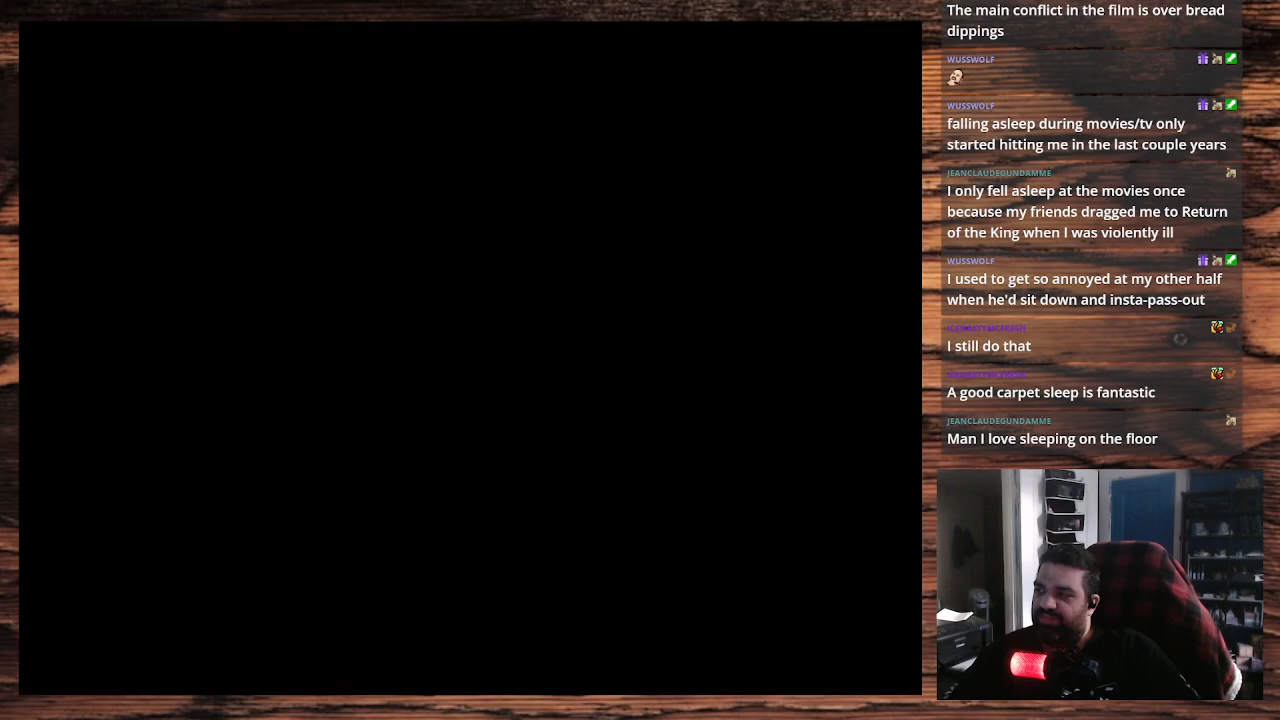 The main conflict in the film is over bread
dippings
WUSSWOLF
WUSSWOLF
falling asleep during movies/tv only
started hitting me in the last couple years
JEANCLAUDEGUNDAMME
I only fell asleep at the movies once
because my friends dragged me to Return
of the King when I was violently ill
WUSSWOLF
I used to get so annoyed at my other half
when he'd sit down and insta-pass-out
I still do that
A good carpet sleep is fantastic
JEANCLAUDEGUNDAMME
Man I love sleeping on the floor